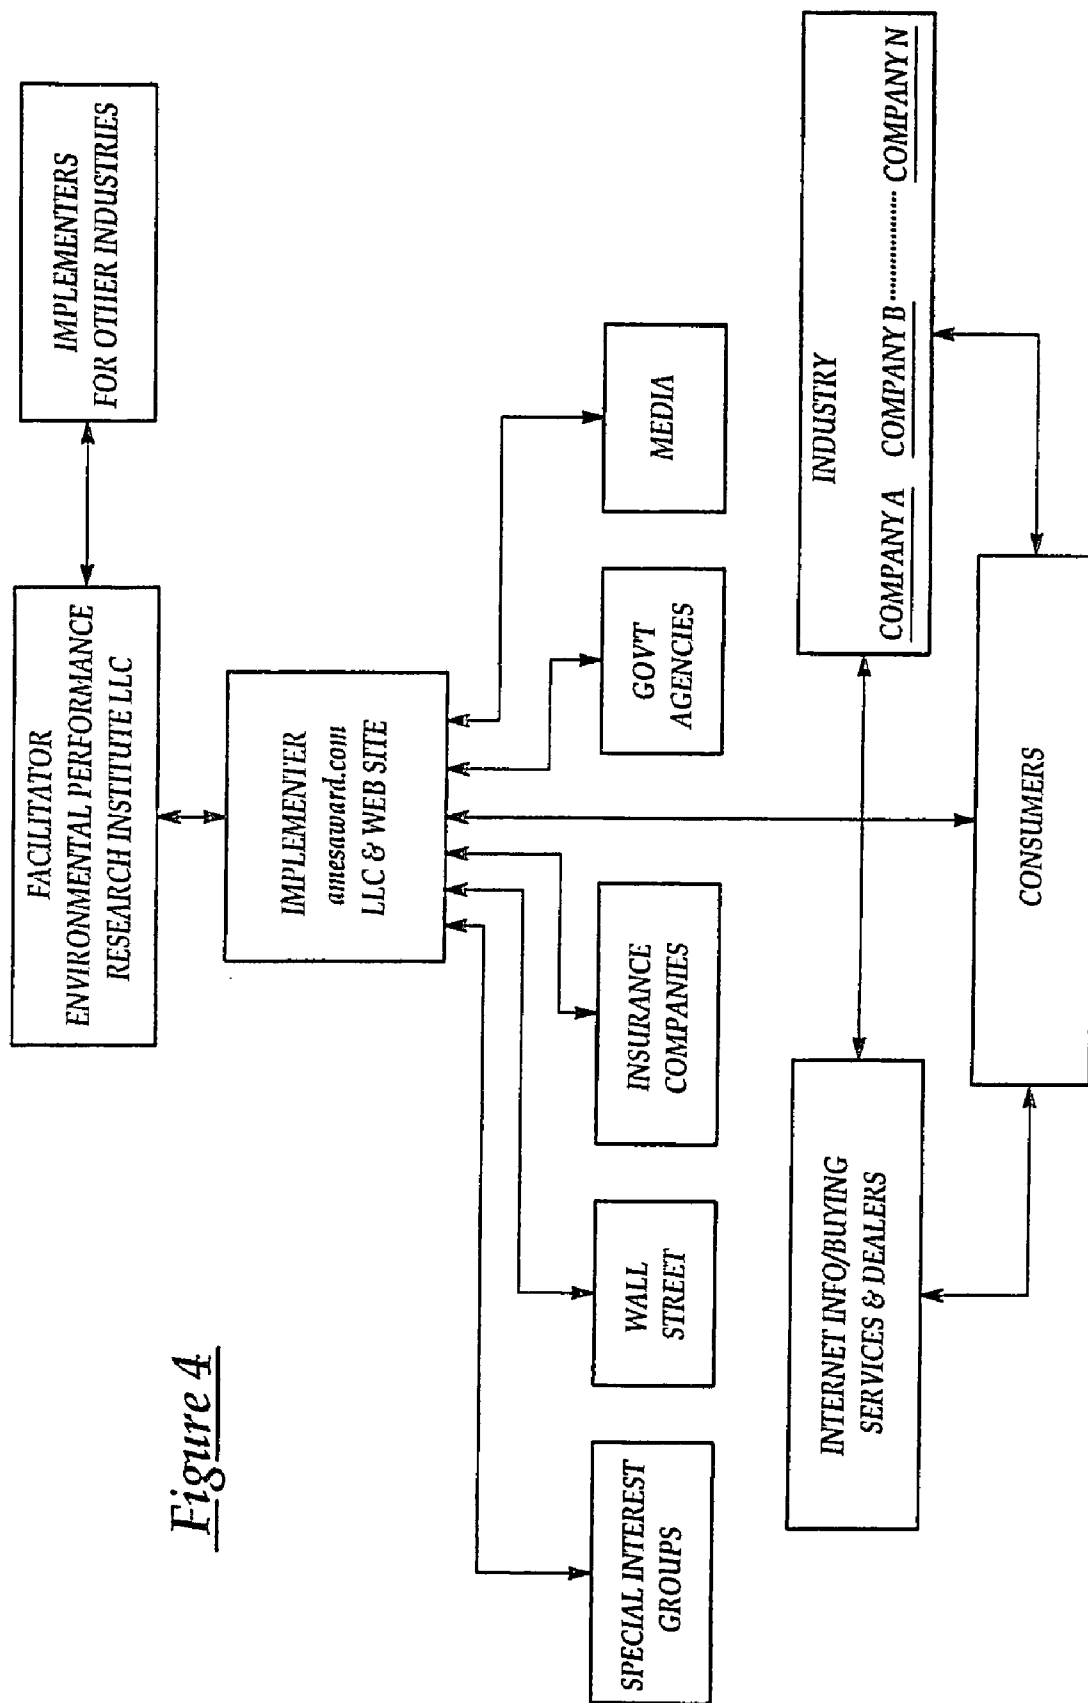 Figure 4
FACILITATOR
ENVIRONMENTAL PERFORMANCE
RESEARCH INSTITUTE LLC
IMPLEMENTERS
FOR OTHER INDUSTRIES
IMPLEMENTER
amesaward.com
LLC & WEB SITE
SPECIAL INTEREST
GROUPS
WALL
STREET
INSURANCE
COMPANIES
GOV'T
AGENCIES
MEDIA
INTERNET INFO/BUYING
SERVICES & DEALERS
INDUSTRY
COMPANY A COMPANY B ................ COMPANY N
CONSUMERS